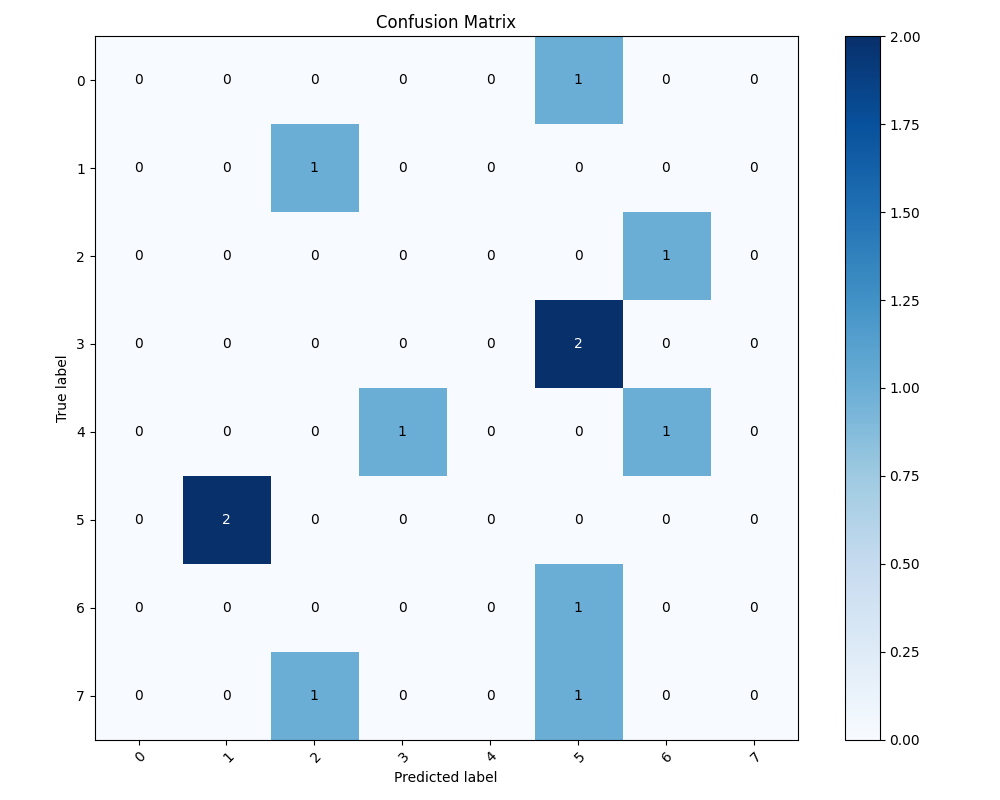 Confusion Matrix
0 0 0 0 0 0 1 0 0
1 0 0 1 0 0 0 0 0
2 0 0 0 0 0 0 1 0
3 0 0 0 0 0 2 0 0
4 0 0 0 1 0 0 1 0
5 0 2 0 0 0 0 0 0
6 0 0 0 0 0 1 0 0
7 0 0 1 0 0 1 0 0
0 1 2 3 4 5 6 7
True label
Predicted label
2.00
1.75
1.50
1.25
1.00
0.75
0.50
0.25
0.00